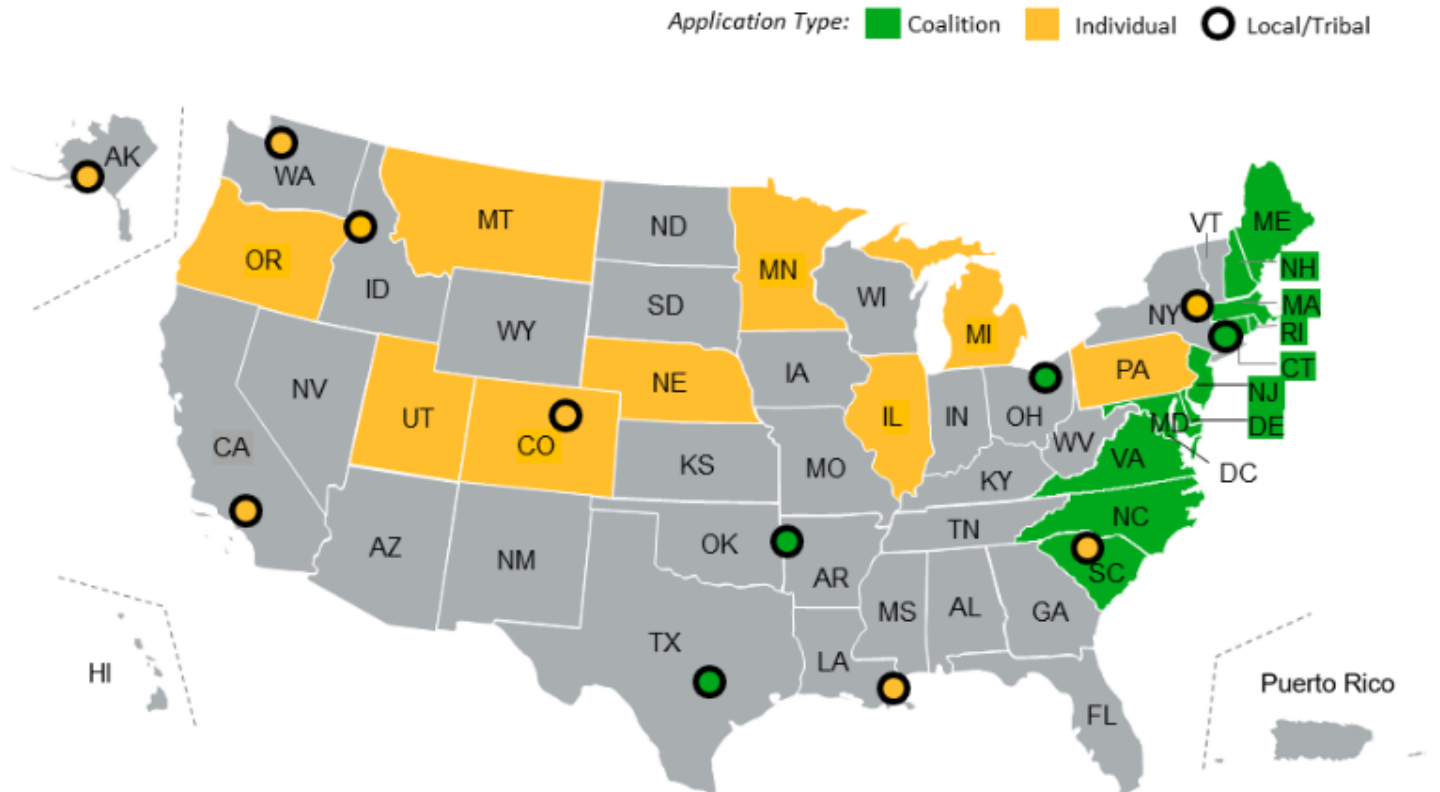 Application Type: Coalition Individual Local/Tribal
AK
WA
MT
ND
MN
VT
ME
OR
ID
SD
WI
NH
WY
MI
NY
MA
RI
NV
UT
CO
NE
IA
IL
IN
OH
PA
CT
NJ
CA
KS
MO
WV
MD
DE
KY
VA
DC
AZ
NM
OK
AR
TN
NC
SC
TX
LA
MS
AL
GA
HI
FL
Puerto Rico